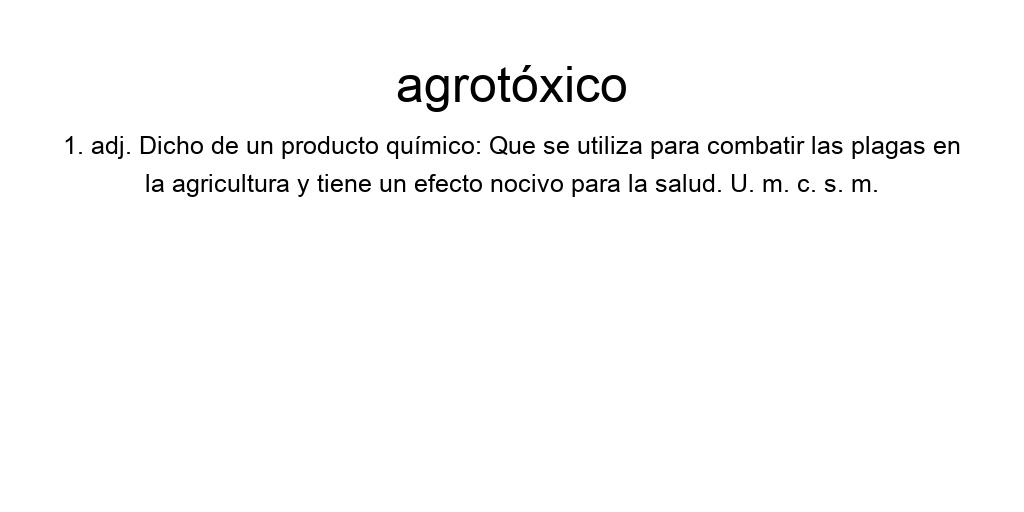 agrotóxico
1. adj. Dicho de un producto químico: Que se utiliza para combatir las plagas en
la agricultura y tiene un efecto nocivo para la salud. U. m. c. s. m.